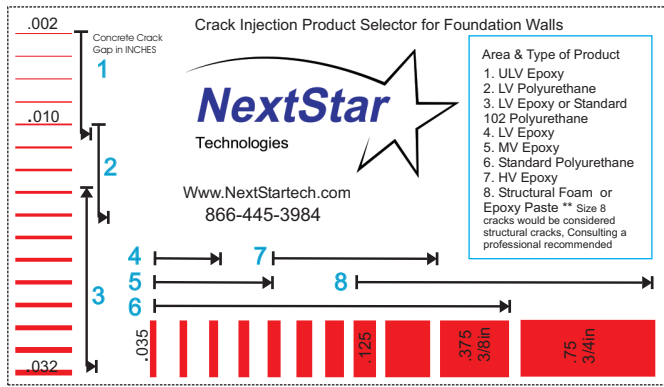 Crack Injection Product Selector for Foundation Walls
.002
Concrete Crack
Gap in INCHES
1
.010
2
3
.032
NextStar
Technologies
Www.NextStartech.com
866-445-3984
Area & Type of Product
1. ULV Epoxy
2. LV Polyurethane
3. LV Epoxy or Standard
102 Polyurethane
4. LV Epoxy
5. MV Epoxy
6. Standard Polyurethane
7. HV Epoxy
8. Structural Foam or
Epoxy Paste ** Size 8
cracks would be considered
structural cracks, Consulting a
professional recommended
4
7
5
8
6
.035
.125
.375
3/8in
.75
3/4in